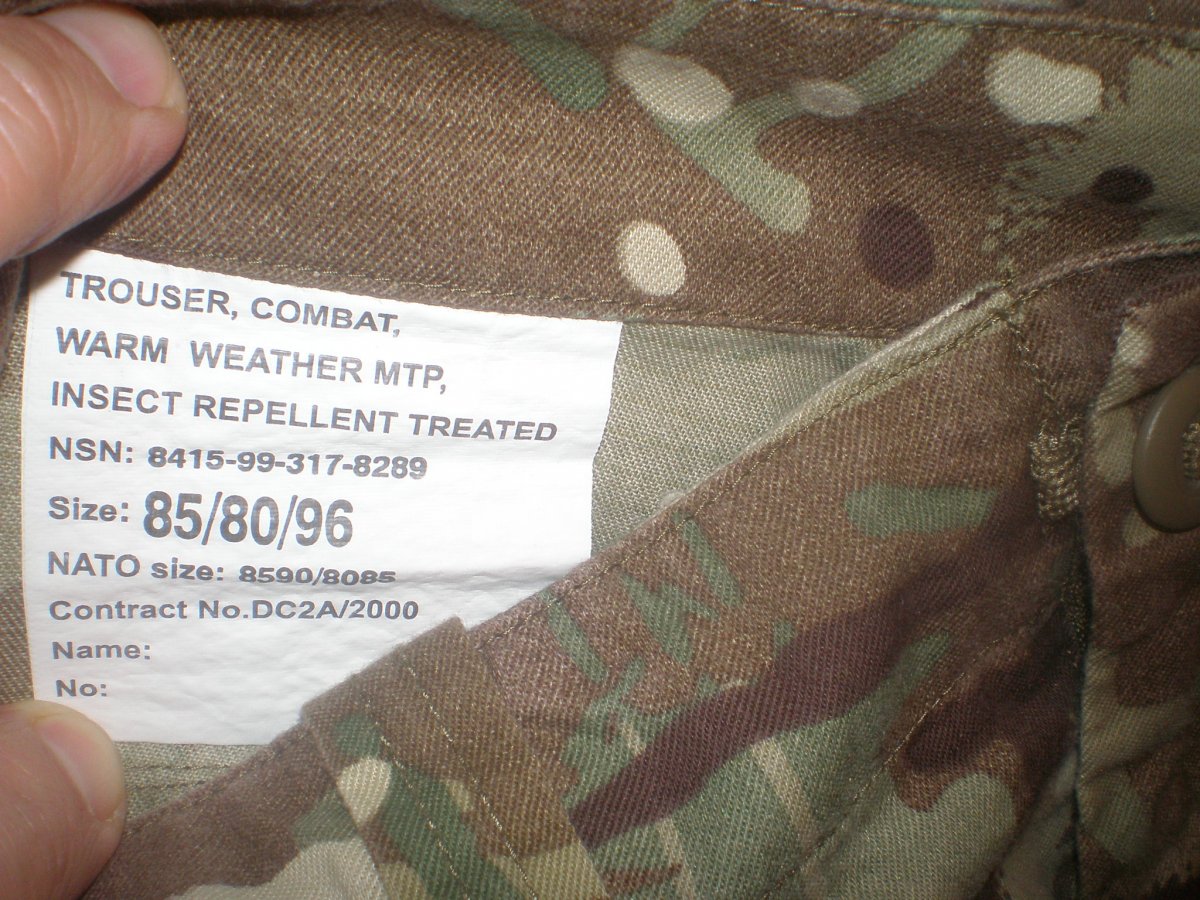 TROUSER, COMBAT,
WARM WEATHER MTP,
INSECT REPELLENT TREATED
NSN: 8415-99-317-8289
Size: 85/80/96
NATO size: 8590/8085
Contract No.DC2A/2000
Name:
No: